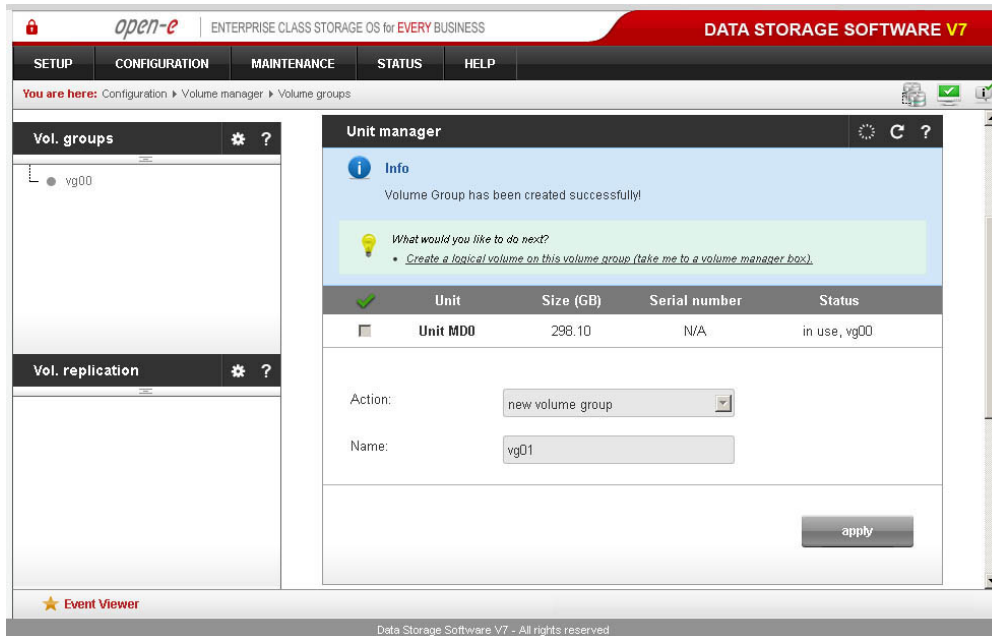 open-e ENTERPRISE CLASS STORAGE OS for EVERY BUSINESS DATA STORAGE SOFTWARE V7
SETUP CONFIGURATION MAINTENANCE STATUS HELP
You are here: Configuration ▸ Volume manager ▸ Volume groups
Vol. groups ?
vg00
Vol. replication ?
Unit manager ?
Info
Volume Group has been created successfully!
What would you like to do next?
• Create a logical volume on this volume group (take me to a volume manager box).
Unit Size (GB) Serial number Status
Unit MD0 298.10 N/A in use, vg00
Action: new volume group
Name: vg01
apply
Event Viewer
Data Storage Software V7 - All rights reserved